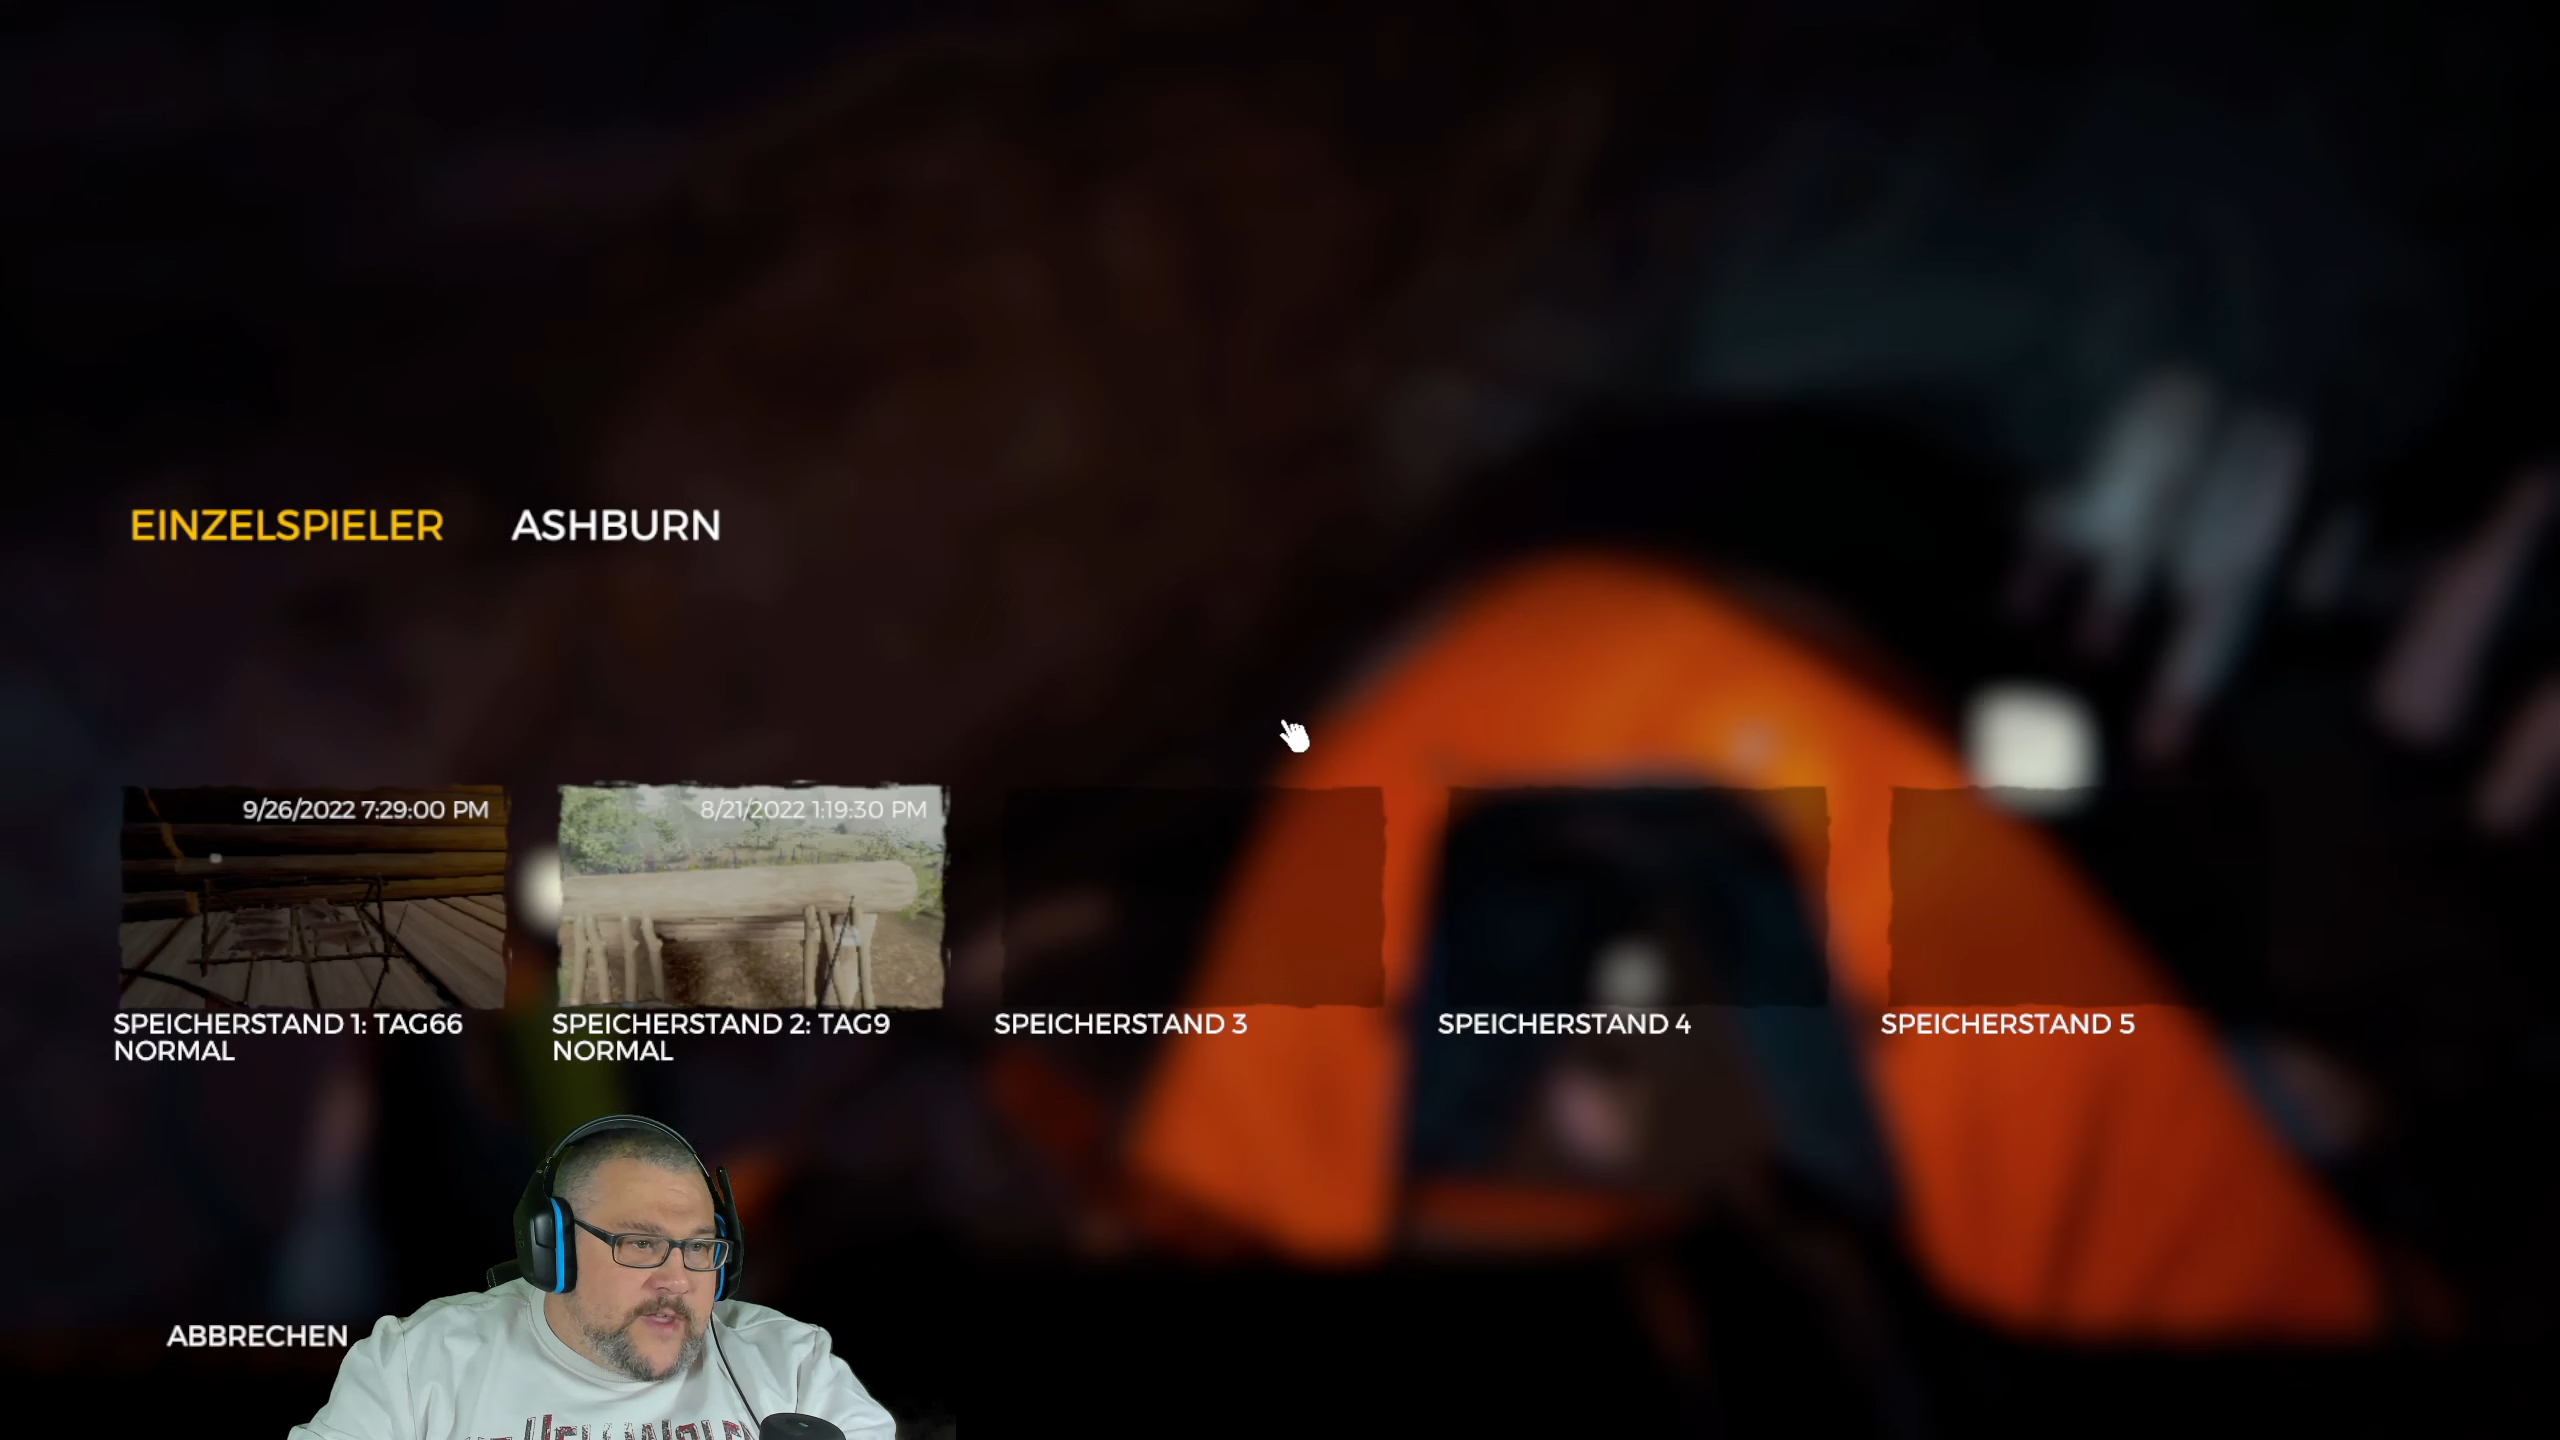 EINZELSPIELER ASHBURN
9/26/2022 7:29:00 PM
8/21/2022 1:19:30 PM
SPEICHERSTAND 1: TAG66
NORMAL
SPEICHERSTAND 2: TAG9
NORMAL
SPEICHERSTAND 3
SPEICHERSTAND 4
SPEICHERSTAND 5
ABBRECHEN